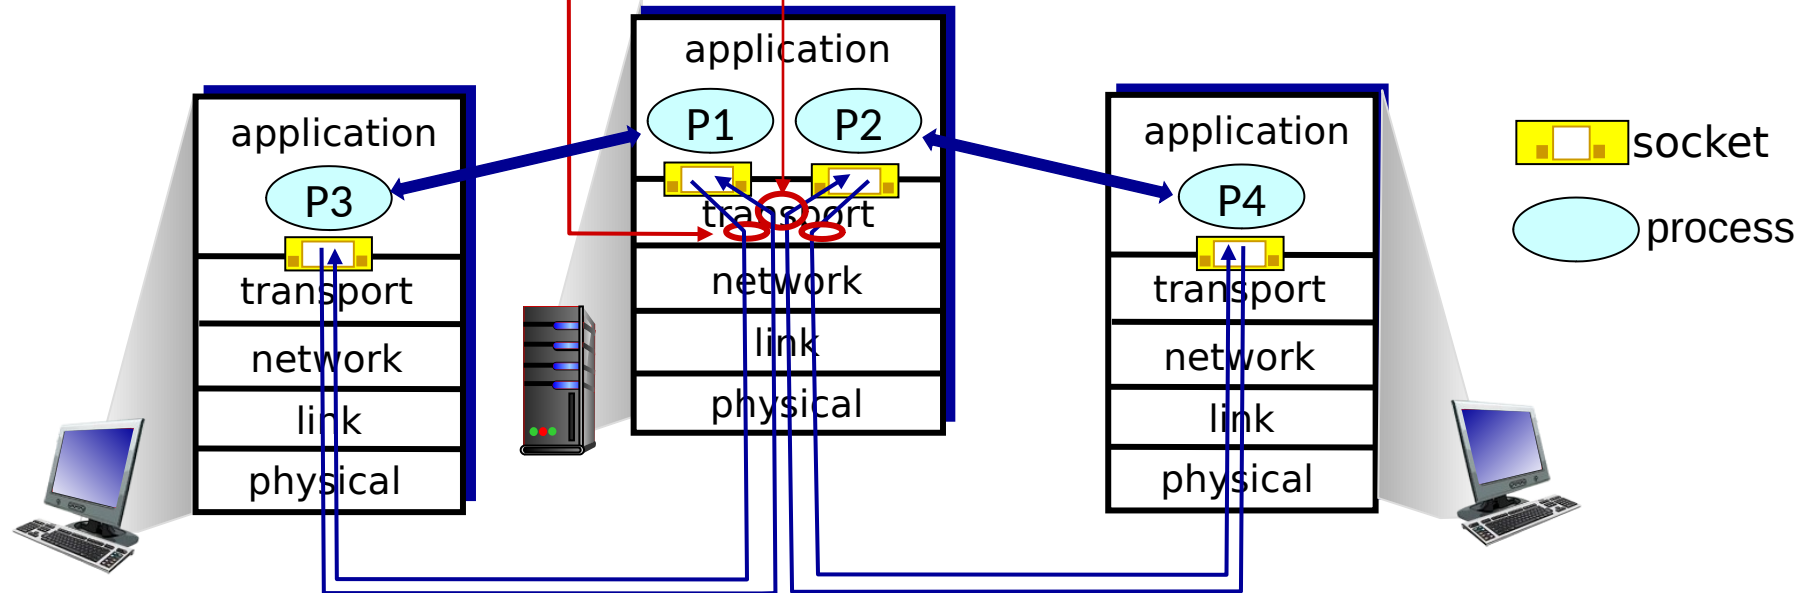 application
P3
transport
network
link
physical
application
P1 P2
transport
network
link
physical
application
P4
transport
network
link
physical
socket
process